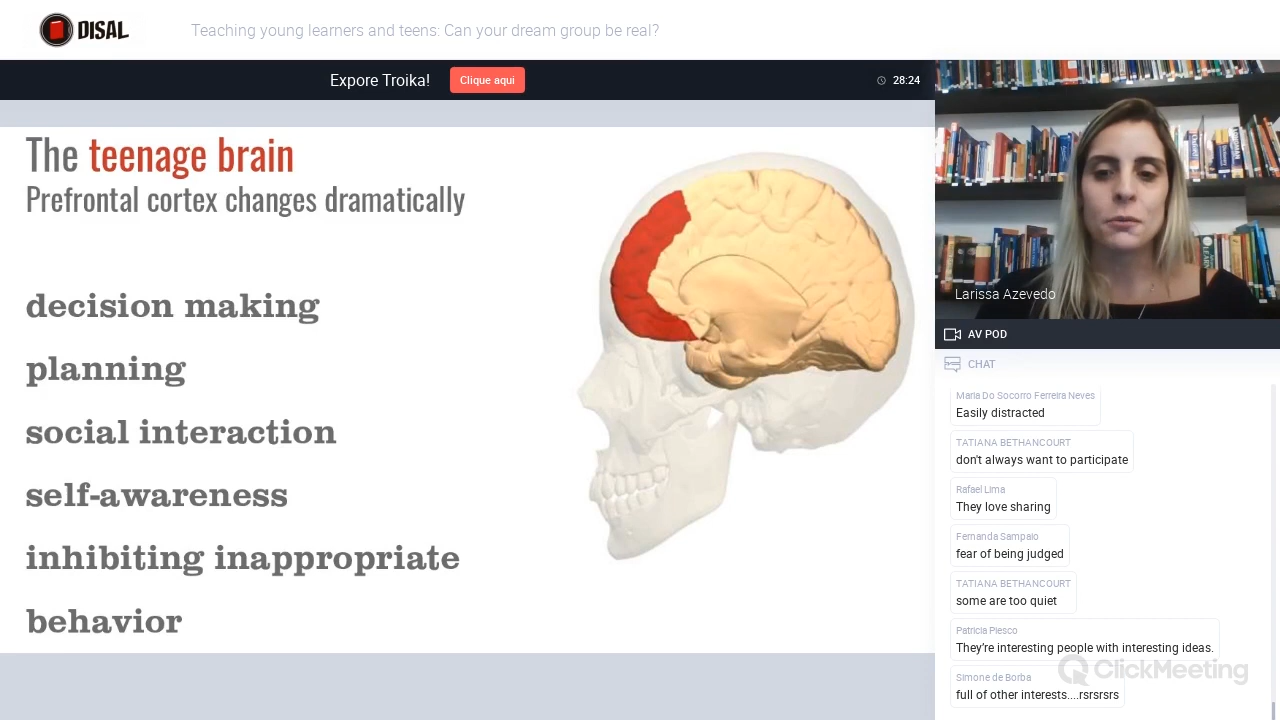 DISAL
Teaching young learners and teens: Can your dream group be real?
Expore Troika!
Clique aqui
28:24
The teenage brain
Prefrontal cortex changes dramatically
decision making
planning
social interaction
self-awareness
inhibiting inappropriate
behavior
Larissa Azevedo
AV POD
CHAT
Maria Do Socorro Ferreira Neves
Easily distracted
TATIANA BETHANCOURT
don't always want to participate
Rafael Lima
They love sharing
Fernanda Sampaio
fear of being judged
TATIANA BETHANCOURT
some are too quiet
Patricia Piesco
They're interesting people with interesting ideas.
ClickMeeting
Simone de Borba
full of other interests....rsrsrsrs